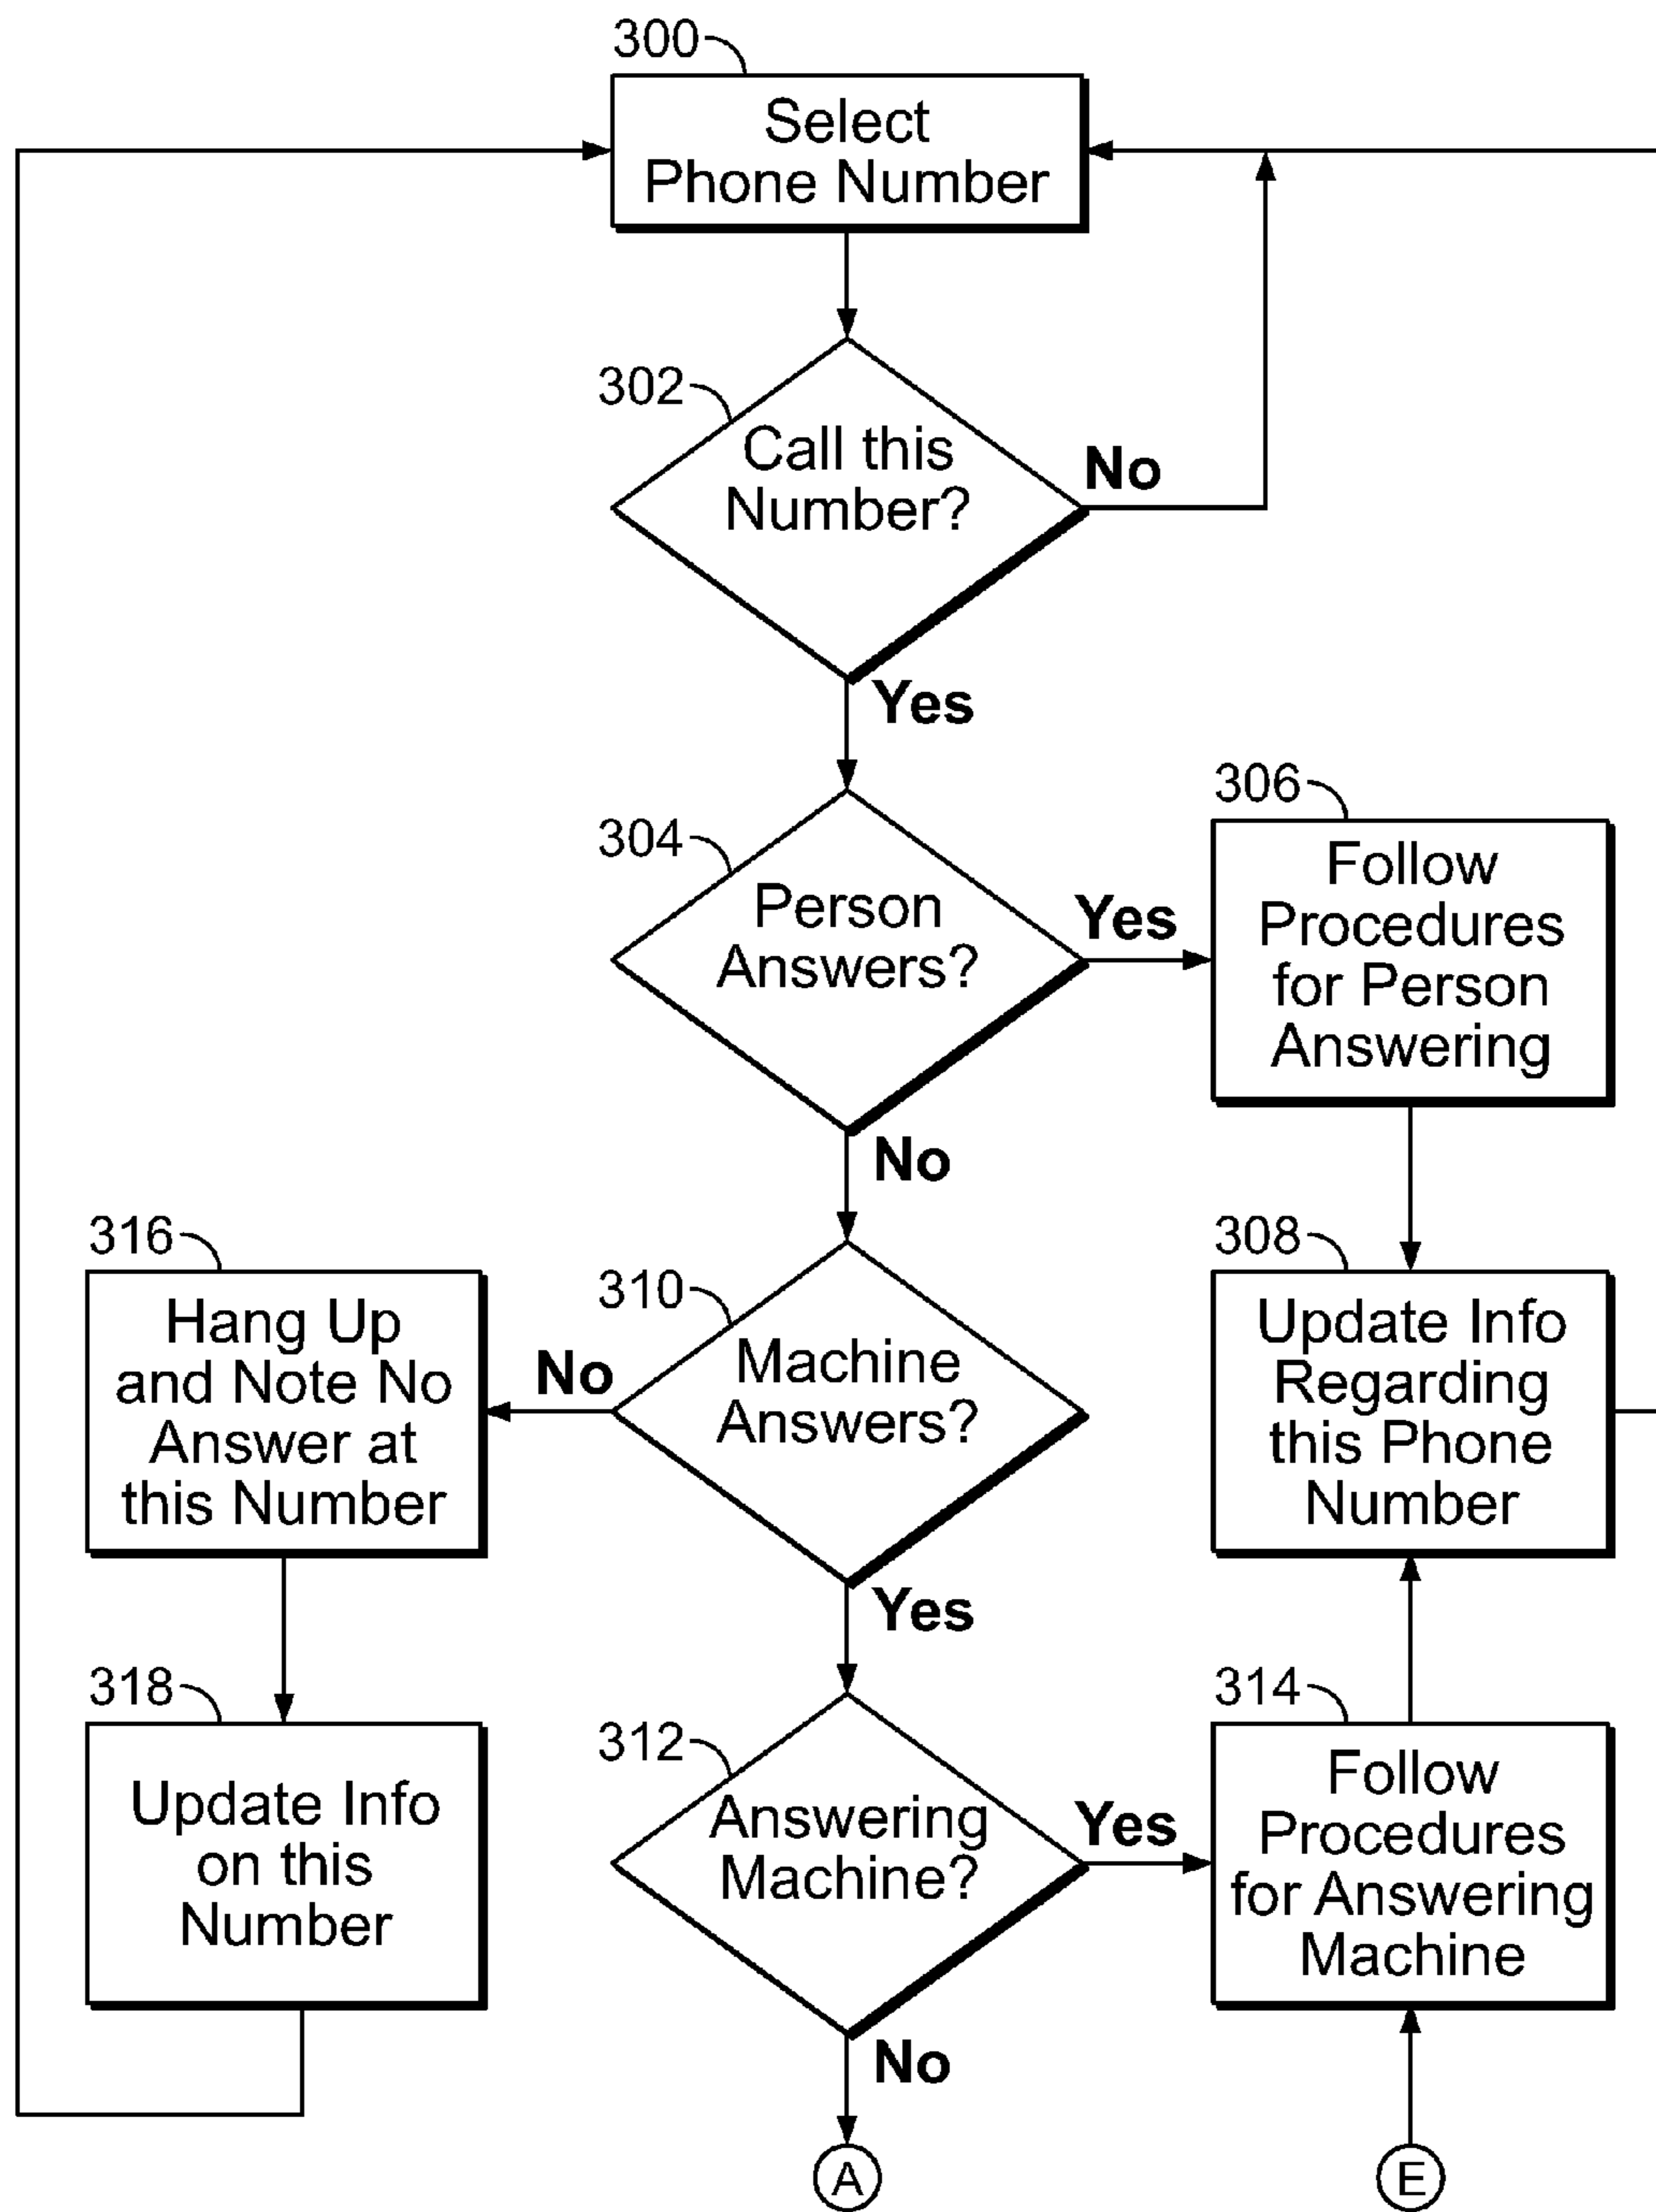 300
Select
Phone Number
302
Call this
Number?
No
Yes
304
Person
Answers?
Yes
306
Follow
Procedures
for Person
Answering
No
316
Hang Up
and Note No
Answer at
this Number
No
310
Machine
Answers?
308
Update Info
Regarding
this Phone
Number
Yes
318
Update Info
on this
Number
312
Answering
Machine?
Yes
314
Follow
Procedures
for Answering
Machine
No
A
E